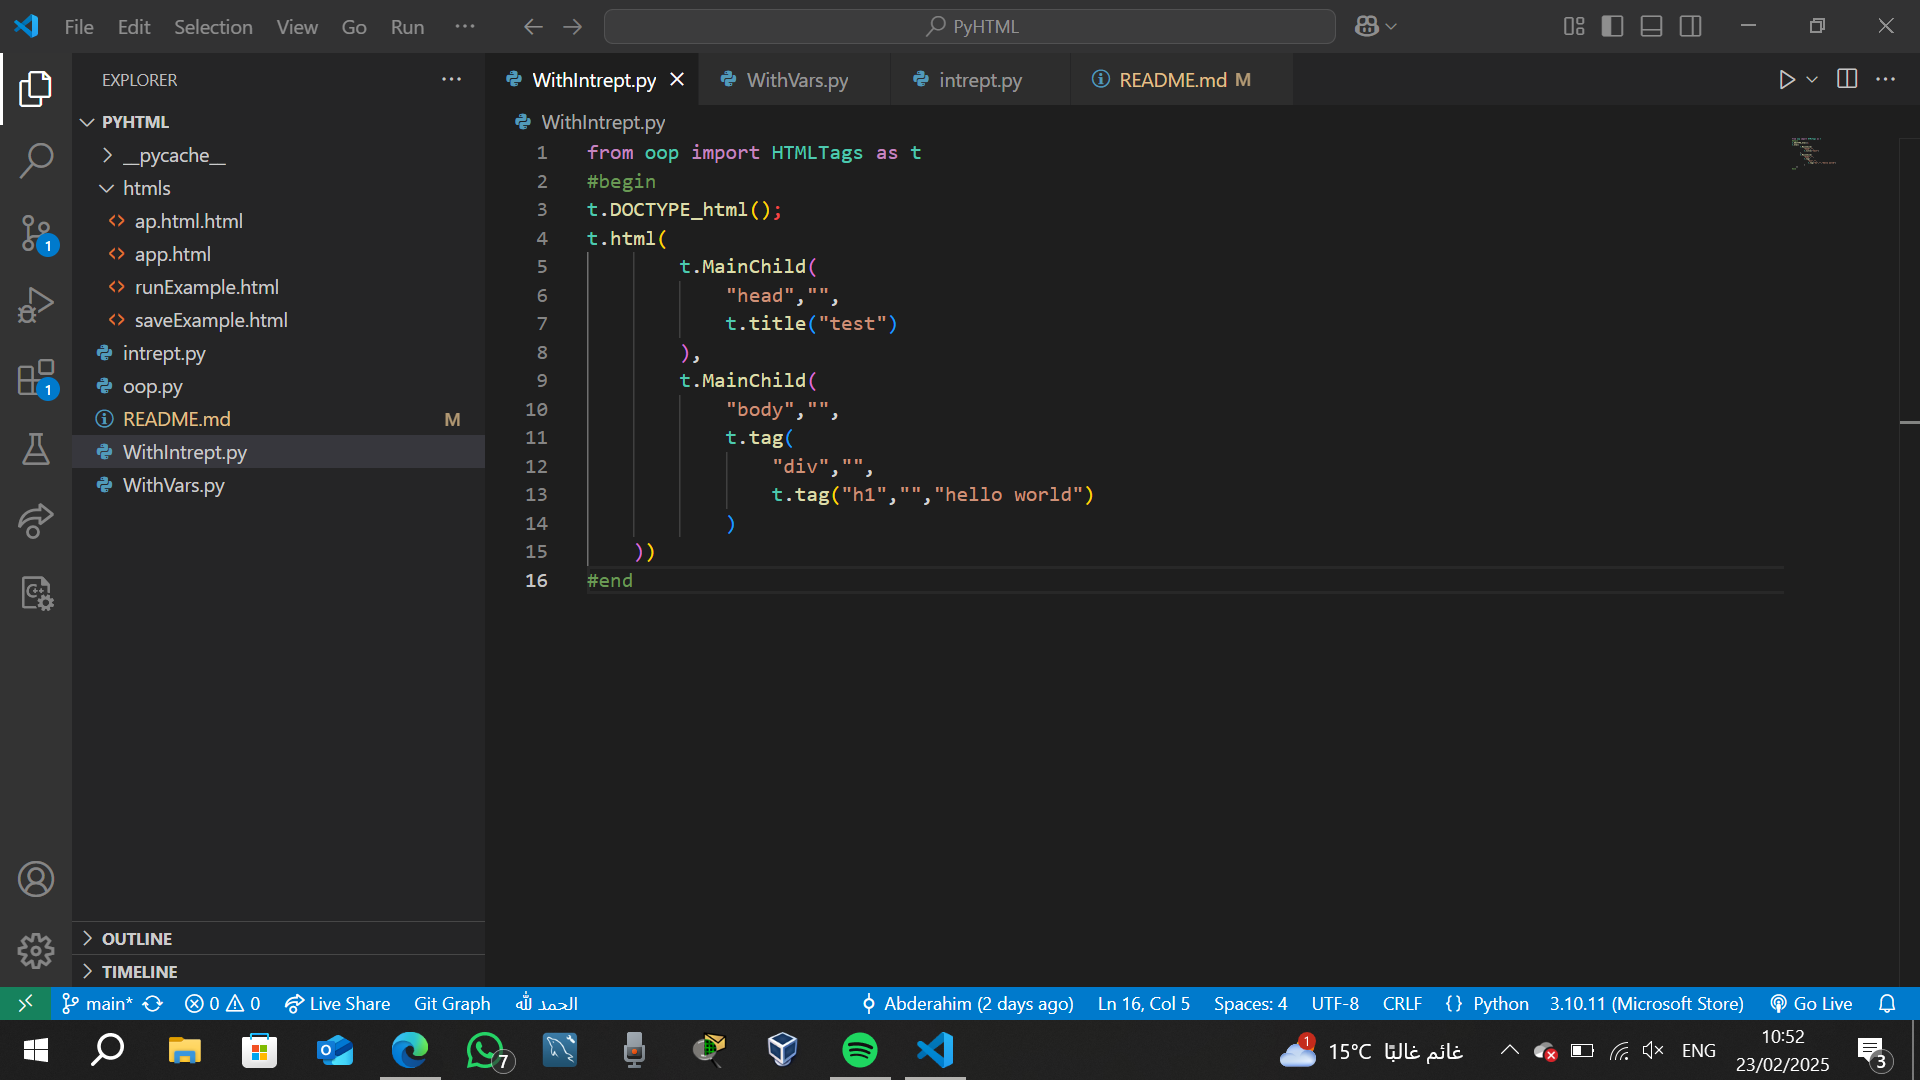 File Edit Selection View Go Run ··· PyHTML
EXPLORER ···
PYHTML
__pycache__
htmls
ap.html.html
app.html
runExample.html
saveExample.html
intrept.py
oop.py
README.md M
WithIntrept.py
WithVars.py
OUTLINE
TIMELINE
1
1
WithIntrept.py WithVars.py intrept.py README.md M
WithIntrept.py
1 from oop import HTMLTags as t
2 #begin
3 t.DOCTYPE_html();
4 t.html(
5 t.MainChild(
6 "head","",
7 t.title("test")
8 ),
9 t.MainChild(
10 "body","",
11 t.tag(
12 "div","",
13 t.tag("h1","","hello world")
14 )
15 ))
16 #end
main* 0 0 Live Share Git Graph الحمد لله Abderahim (2 days ago) Ln 16, Col 5 Spaces: 4 UTF-8 CRLF {} Python 3.10.11 (Microsoft Store) Go Live
7 1 15°C غائم غالبًا ENG 10:52
23/02/2025 3